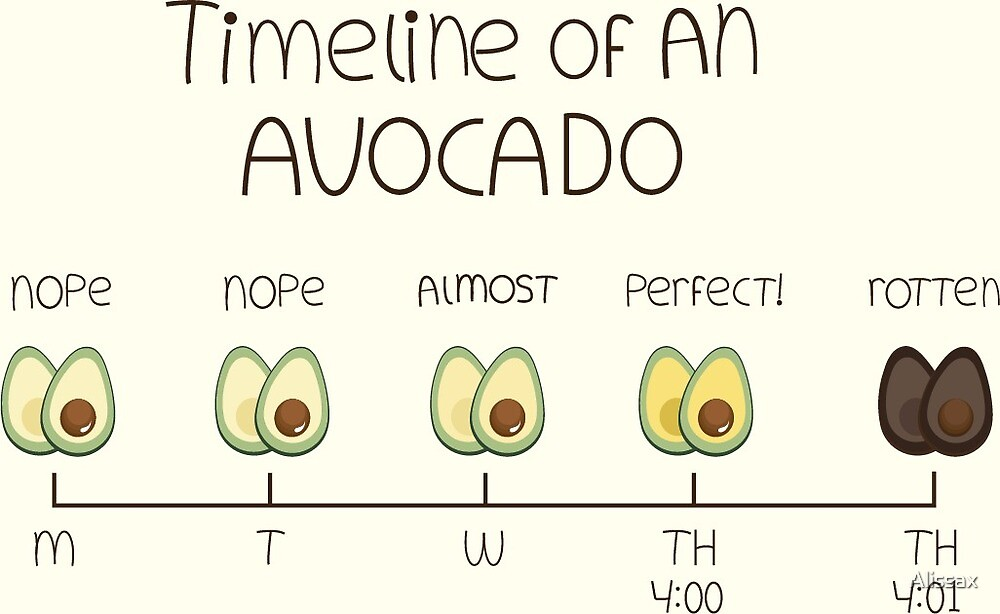 Timeline of An
AVOCADO
nope nope Almost perfect! rotten
M T W TH TH
4:00 4:01
Alissax